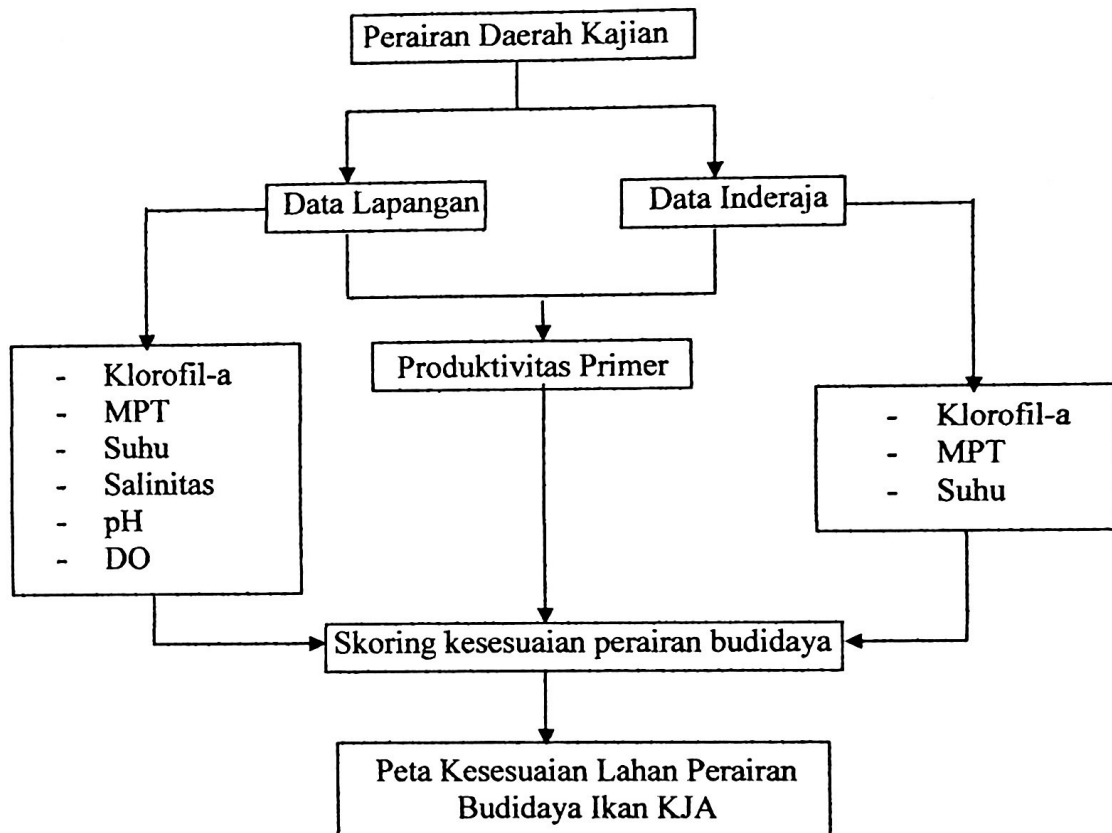 Perairan Daerah Kajian
Data Lapangan
Data Inderaja
- Klorofil-a
- MPT
- Suhu
- Salinitas
- pH
- DO
Produktivitas Primer
- Klorofil-a
- MPT
- Suhu
Skoring kesesuaian perairan budidaya
Peta Kesesuaian Lahan Perairan
Budidaya Ikan KJA